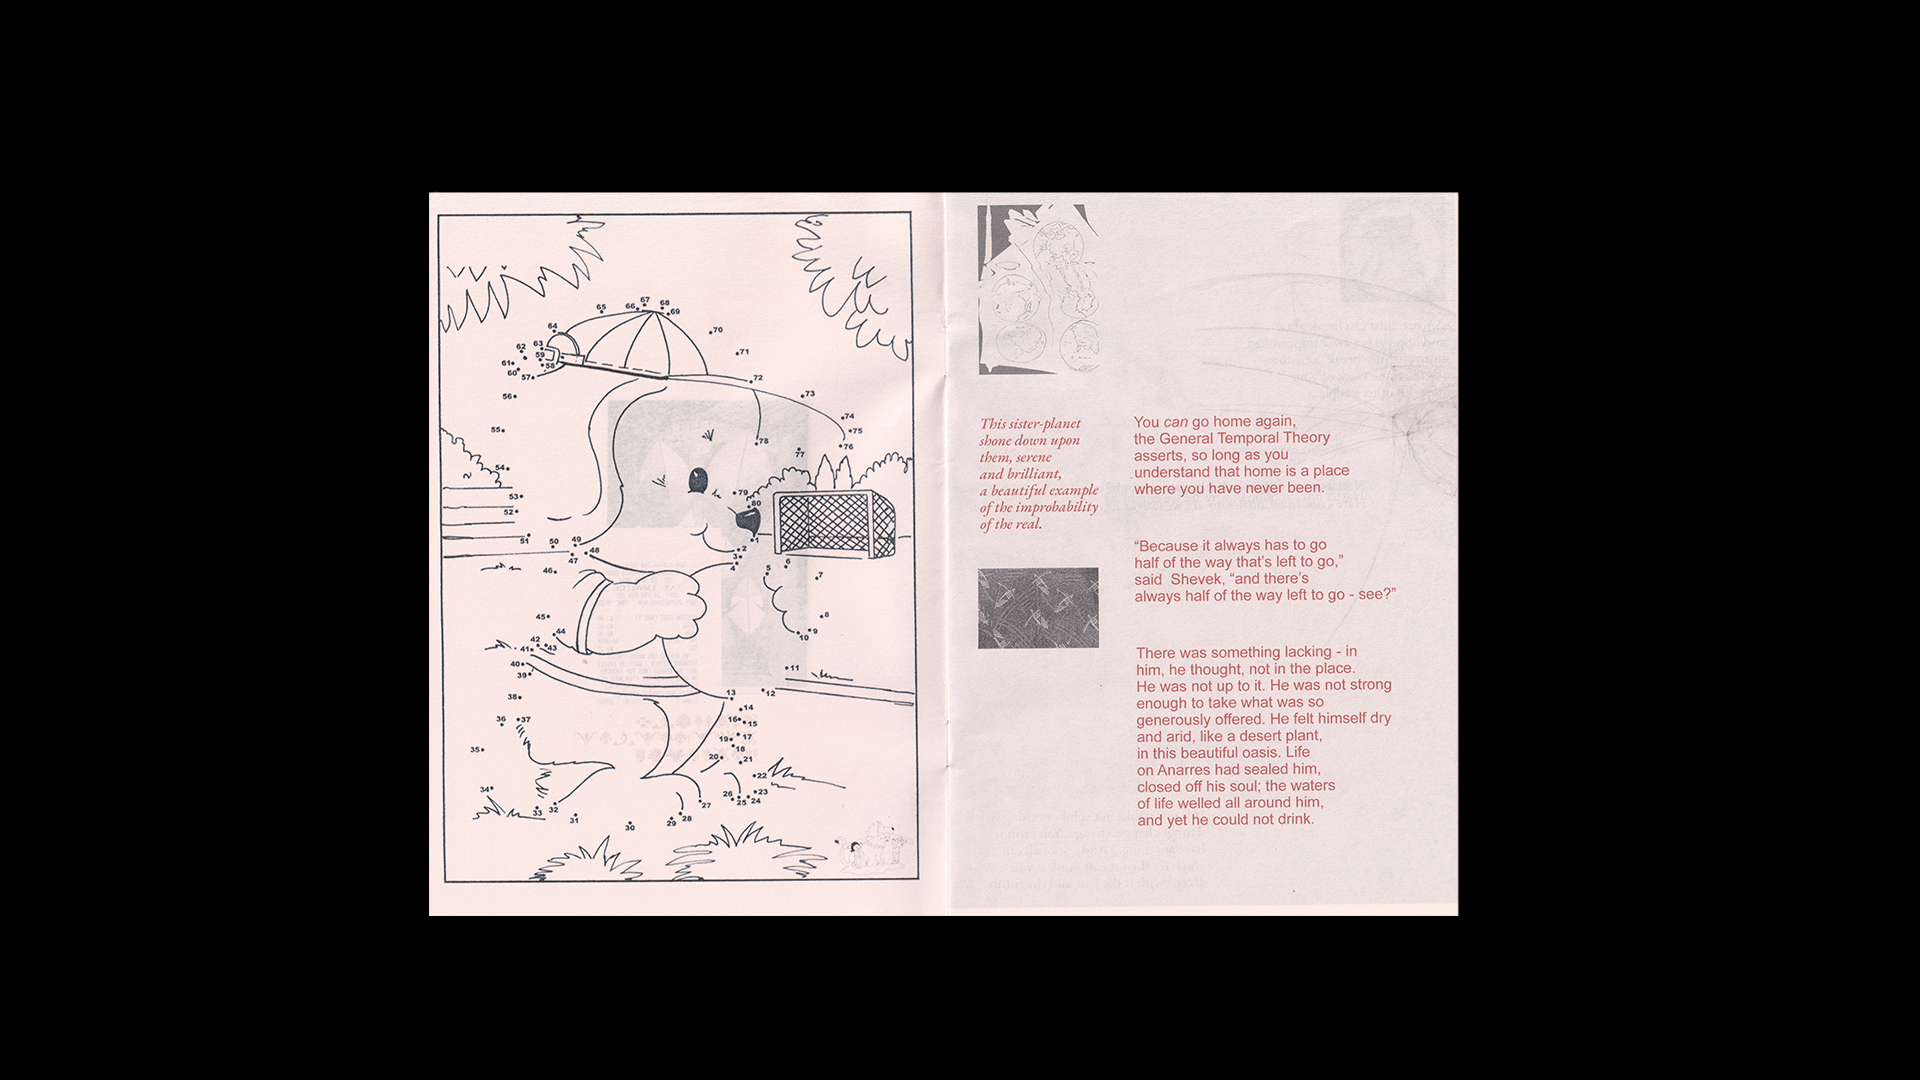 67
65 66 68
69
64 70
62 63 71
61 59
60 58
57 72
56 73
74
55 75
78 76
77
54
53 79
52 80
51 49 1
50 48 2
47 3
46 4 5 6
7
45 8
44 9
42 10
41 43
40 11
39
38 13 12
14
36 37 16 15
19 17
35 18
20 21
22
34 26 23
33 32 27 25 24
31 30 29 28
This sister-planet
shone down upon
them, serene
and brilliant,
a beautiful example
of the improbability
of the real.
You can go home again,
the General Temporal Theory
asserts, so long as you
understand that home is a place
where you have never been.
“Because it always has to go
half of the way that’s left to go,”
said Shevek, “and there’s
always half of the way left to go - see?”
There was something lacking - in
him, he thought, not in the place.
He was not up to it. He was not strong
enough to take what was so
generously offered. He felt himself dry
and arid, like a desert plant,
in this beautiful oasis. Life
on Anarres had sealed him,
closed off his soul; the waters
of life welled all around him,
and yet he could not drink.